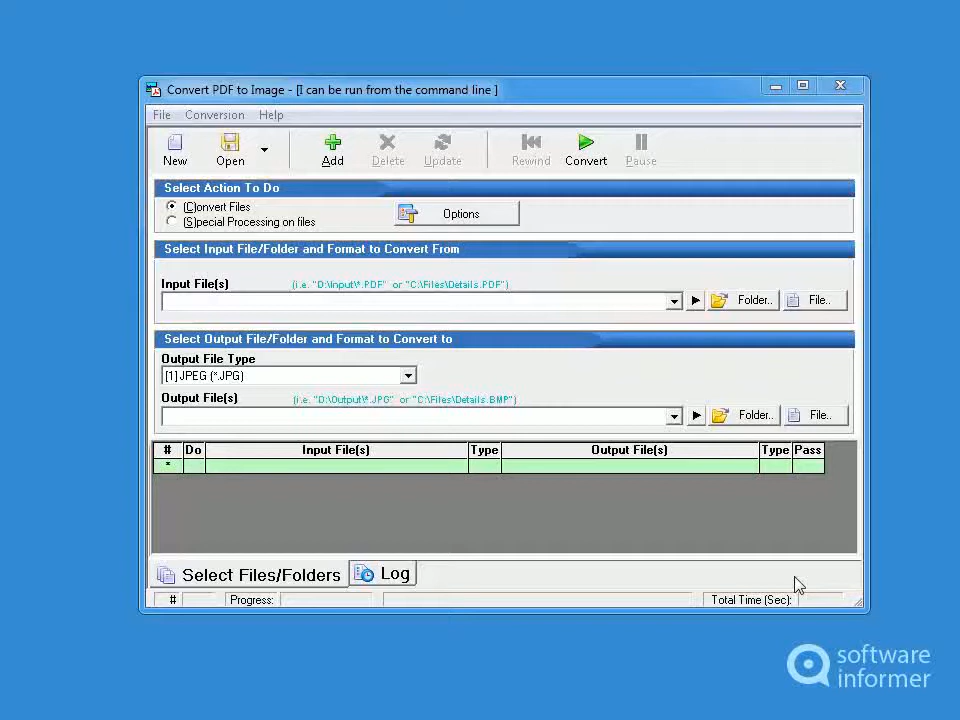 Convert PDF to Image - [I can be run from the command line ]
File Conversion Help
New Open Add Delete Update Rewind Convert Pause
Select Action To Do
(C)onvert Files
(S)pecial Processing on files
Options
Select Input File/Folder and Format to Convert From
Input File(s) (i.e. "D:\Input\*.PDF" or "C:\Files\Details.PDF")
Folder.. File..
Select Output File/Folder and Format to Convert to
Output File Type
[1] JPEG (*.JPG)
Output File(s) (i.e. "D:\Output\*.JPG" or "C:\Files\Details.BMP")
Folder.. File..
# Do Input File(s) Type Output File(s) Type Pass
*
Select Files/Folders Log
# Progress: Total Time (Sec):
software
informer